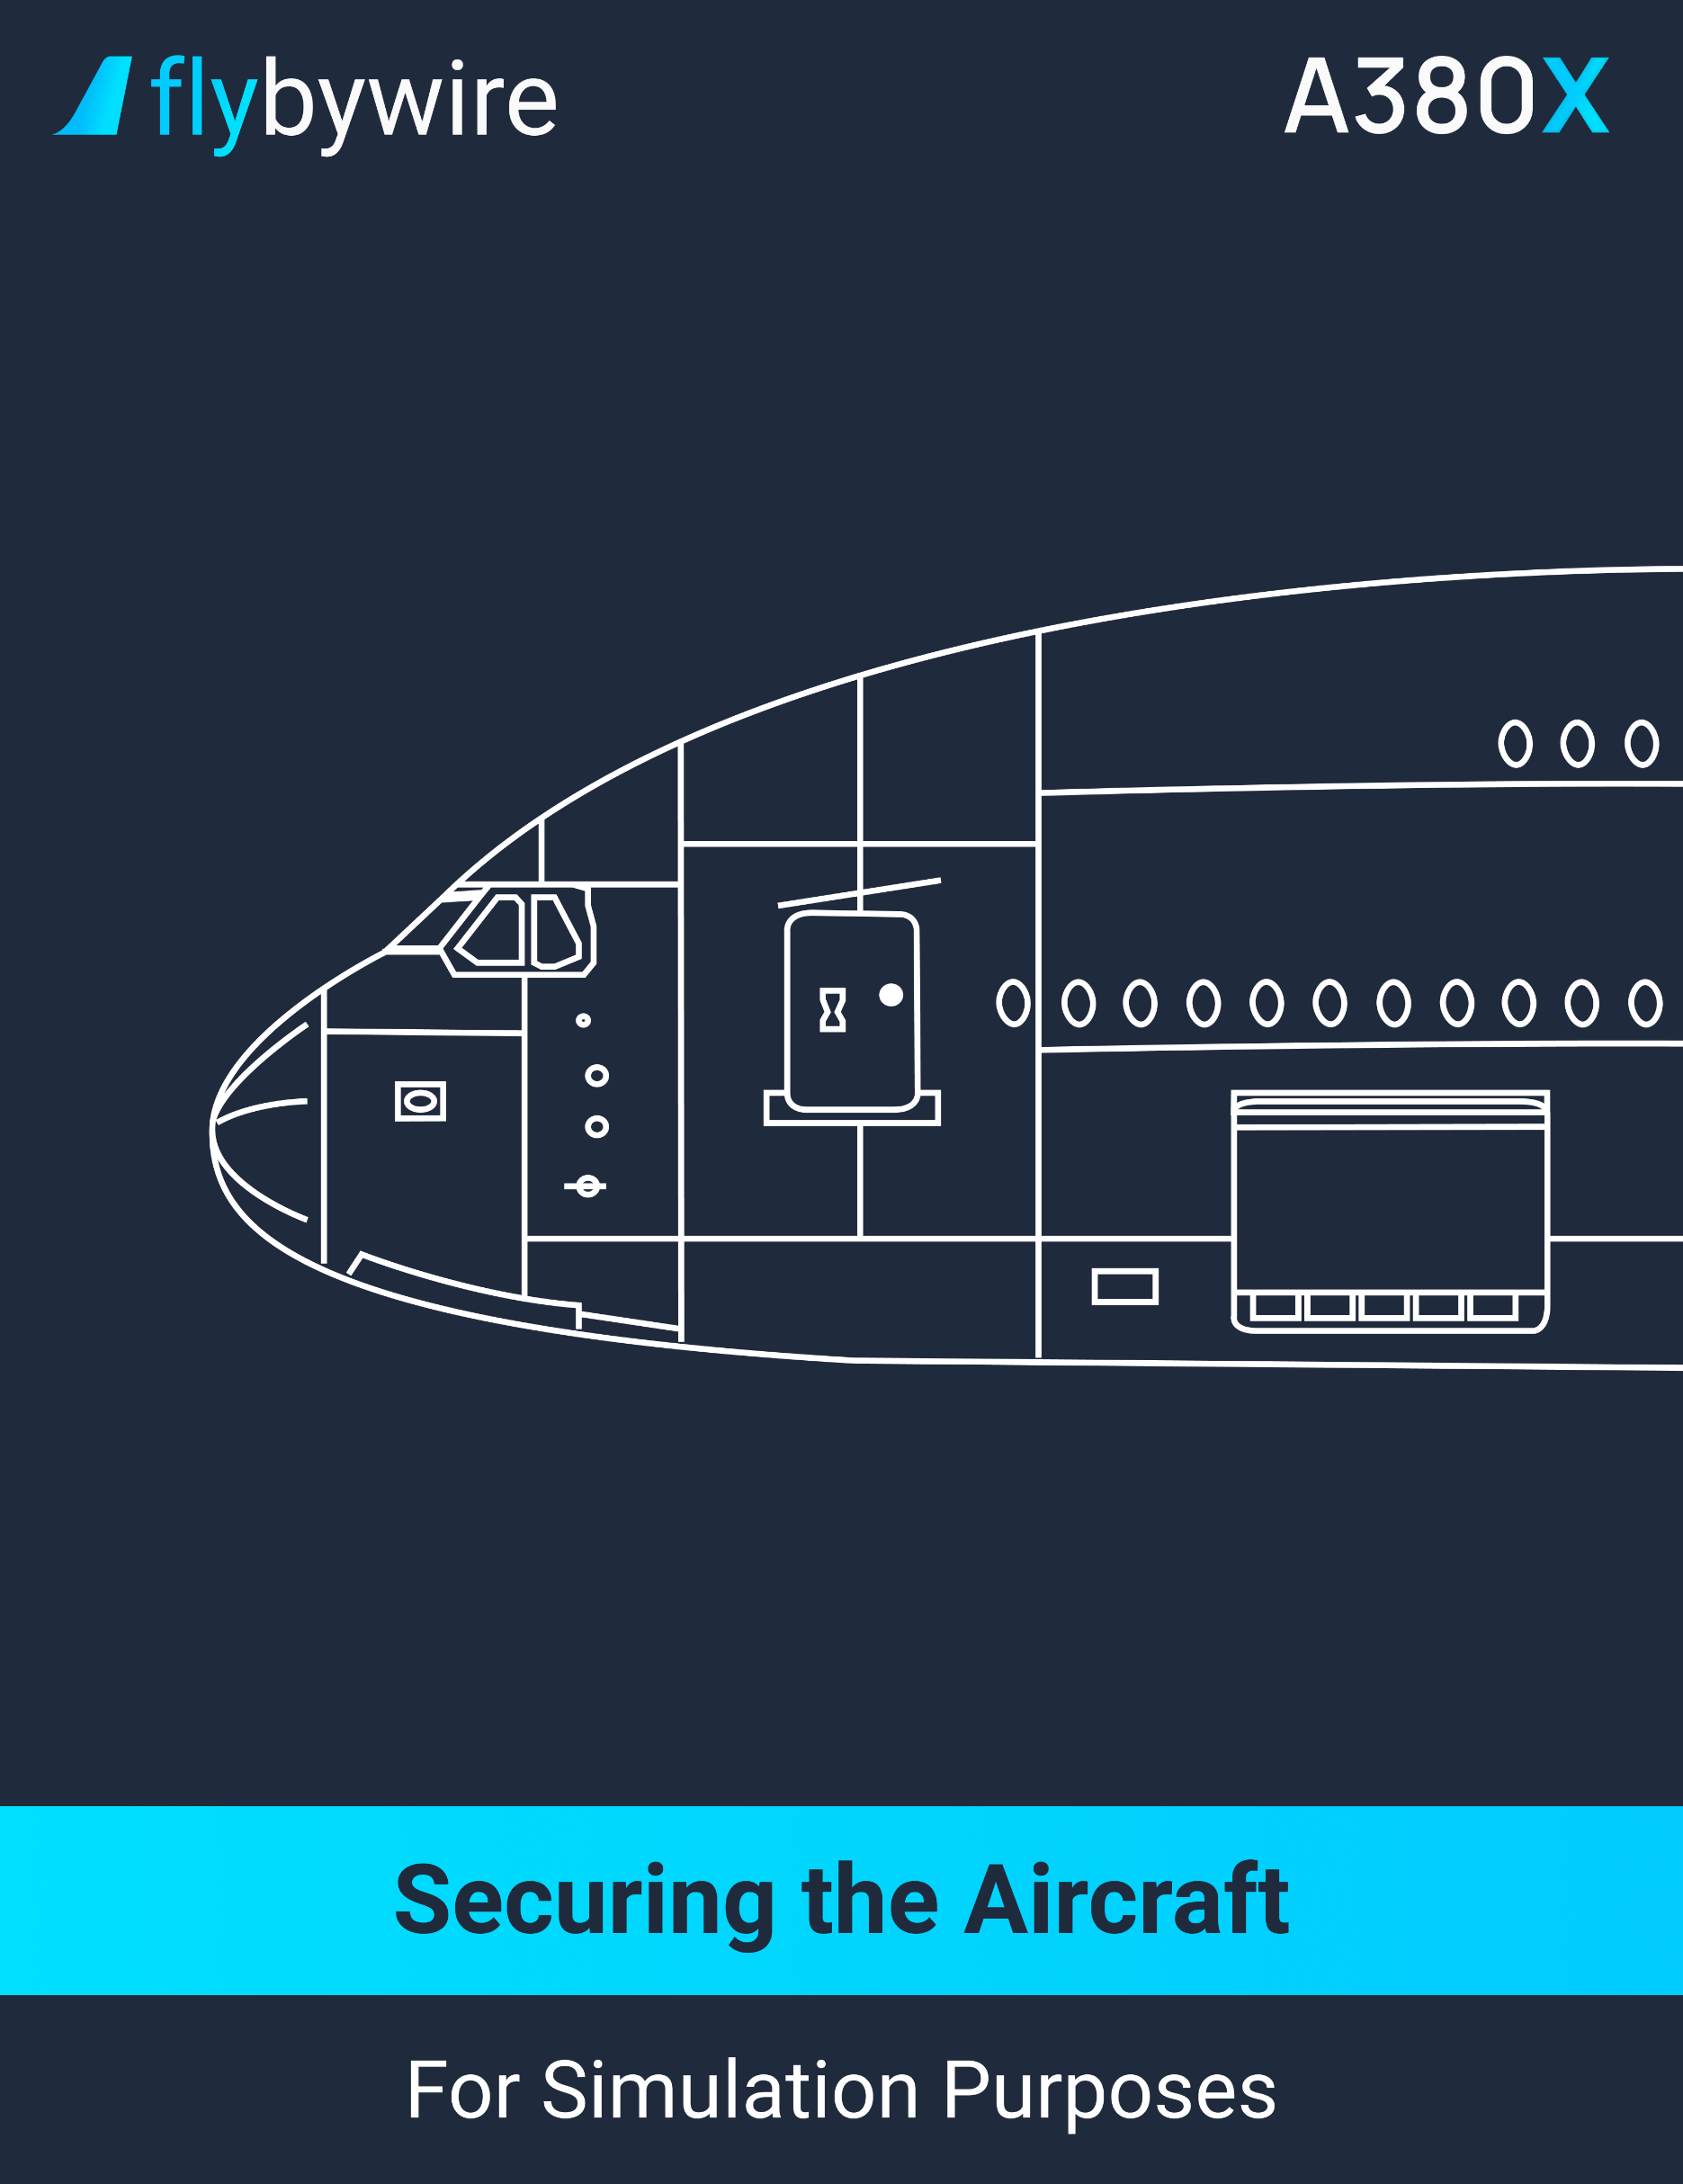 flybywire
A380X
Securing the Aircraft
For Simulation Purposes